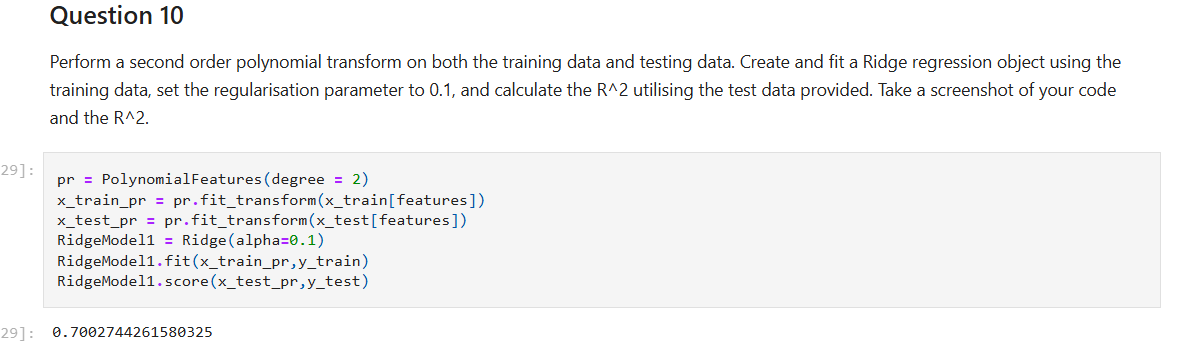 Question 10
Perform a second order polynomial transform on both the training data and testing data. Create and fit a Ridge regression object using the
training data, set the regularisation parameter to 0.1, and calculate the R^2 utilising the test data provided. Take a screenshot of your code
and the R^2.
29]:
pr = PolynomialFeatures(degree = 2)
x_train_pr = pr.fit_transform(x_train[features])
x_test_pr = pr.fit_transform(x_test[features])
RidgeModel1 = Ridge(alpha=0.1)
RidgeModel1.fit(x_train_pr,y_train)
RidgeModel1.score(x_test_pr,y_test)
29]: 0.7002744261580325